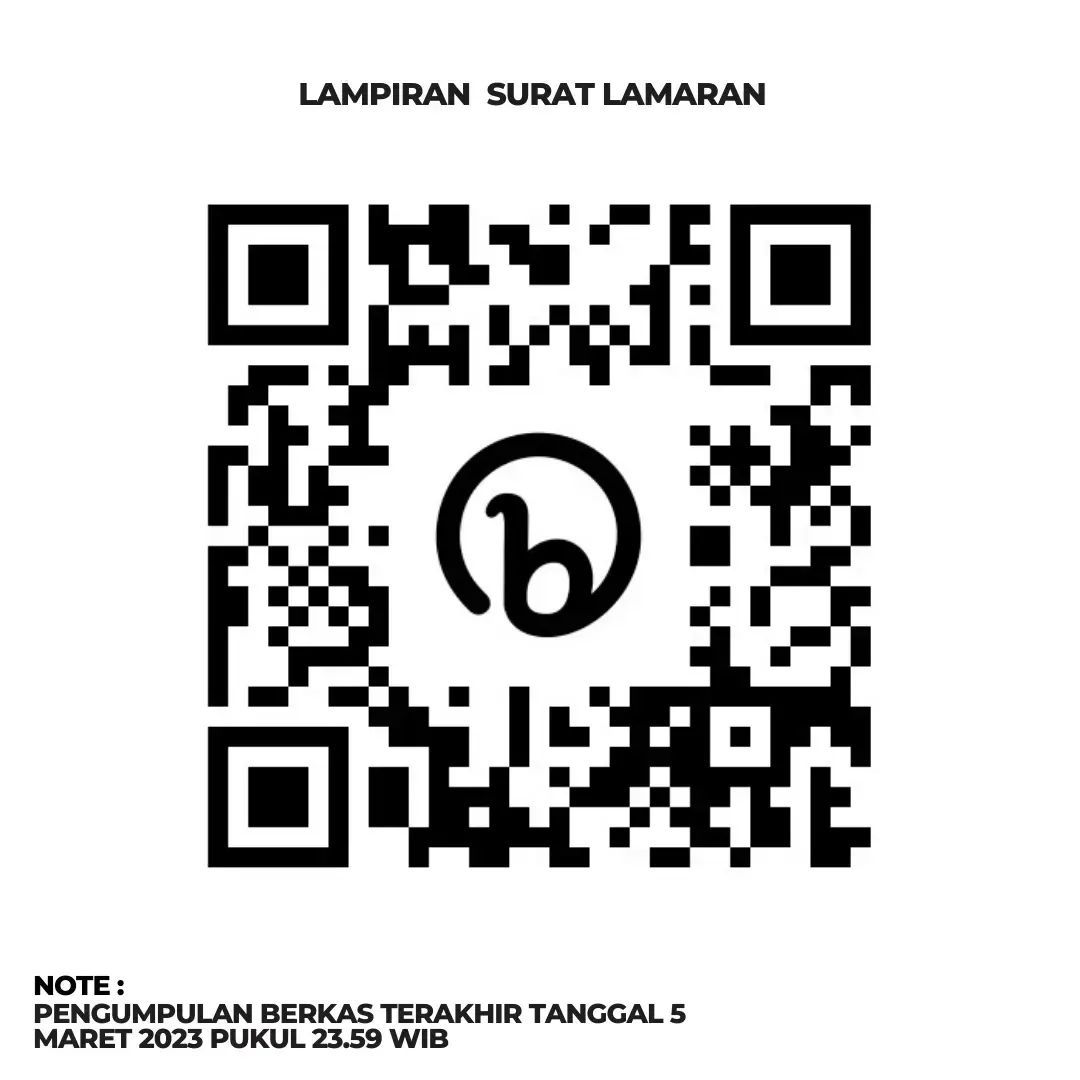 LAMPIRAN SURAT LAMARAN
b
NOTE :
PENGUMPULAN BERKAS TERAKHIR TANGGAL 5
MARET 2023 PUKUL 23.59 WIB